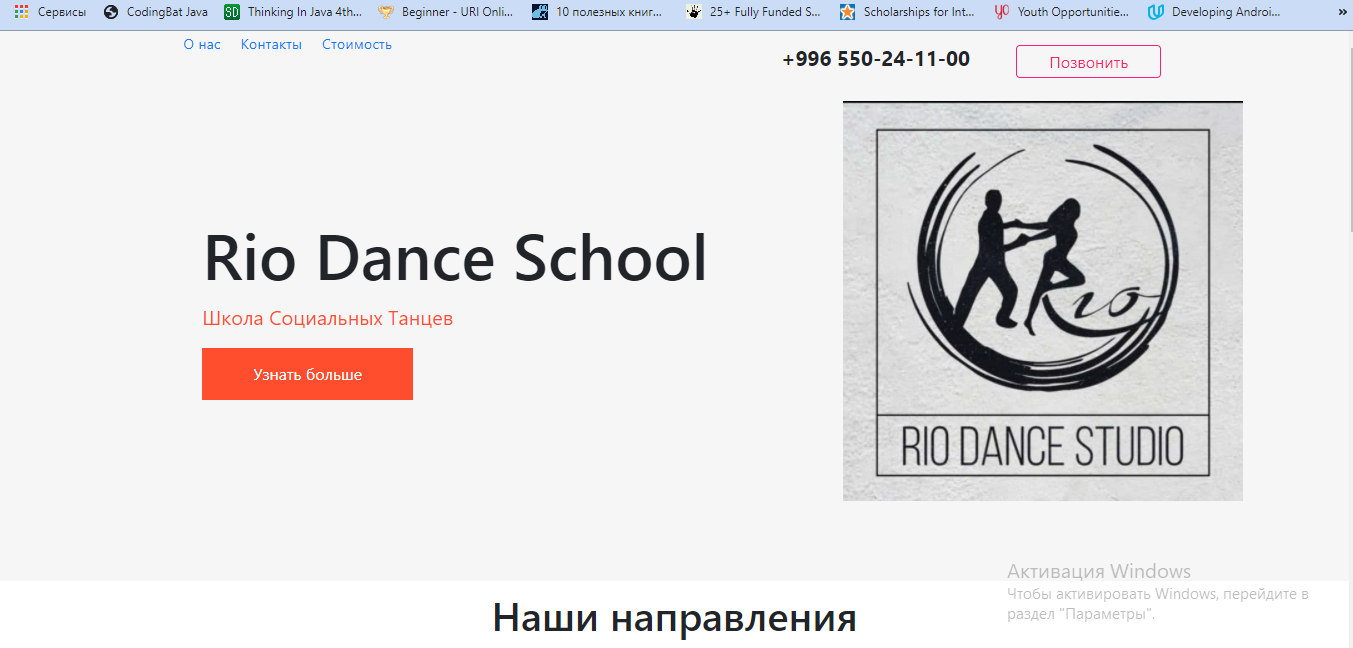 Сервисы CodingBat Java Thinking In Java 4th... Beginner - URI Onli... 10 полезных книг... 25+ Fully Funded S... Scholarships for Int... Youth Opportunitie... Developing Androi... »
О нас Контакты Стоимость
+996 550-24-11-00 Позвонить
Rio Dance School
Школа Социальных Танцев
Узнать больше
Rio
RIO DANCE STUDIO
Активация Windows
Чтобы активировать Windows, перейдите в
раздел "Параметры".
Наши направления